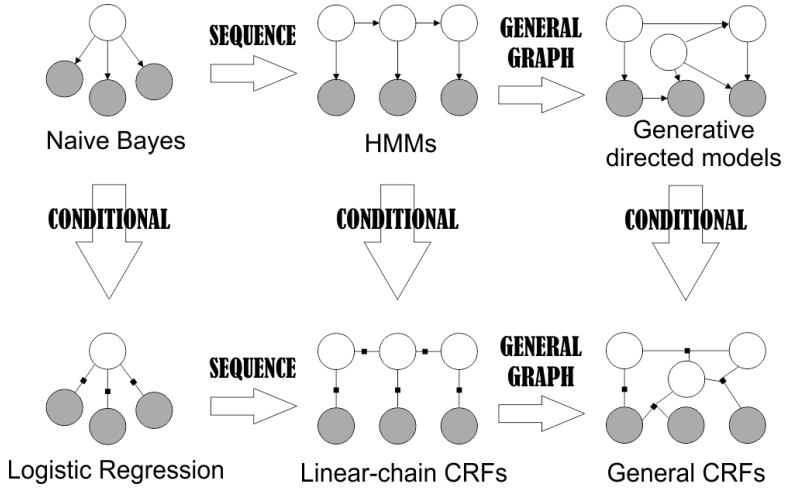 SEQUENCE
GENERAL
GRAPH
Naive Bayes
HMMs
Generative
directed models
CONDITIONAL
CONDITIONAL
CONDITIONAL
SEQUENCE
GENERAL
GRAPH
Logistic Regression
Linear-chain CRFs
General CRFs